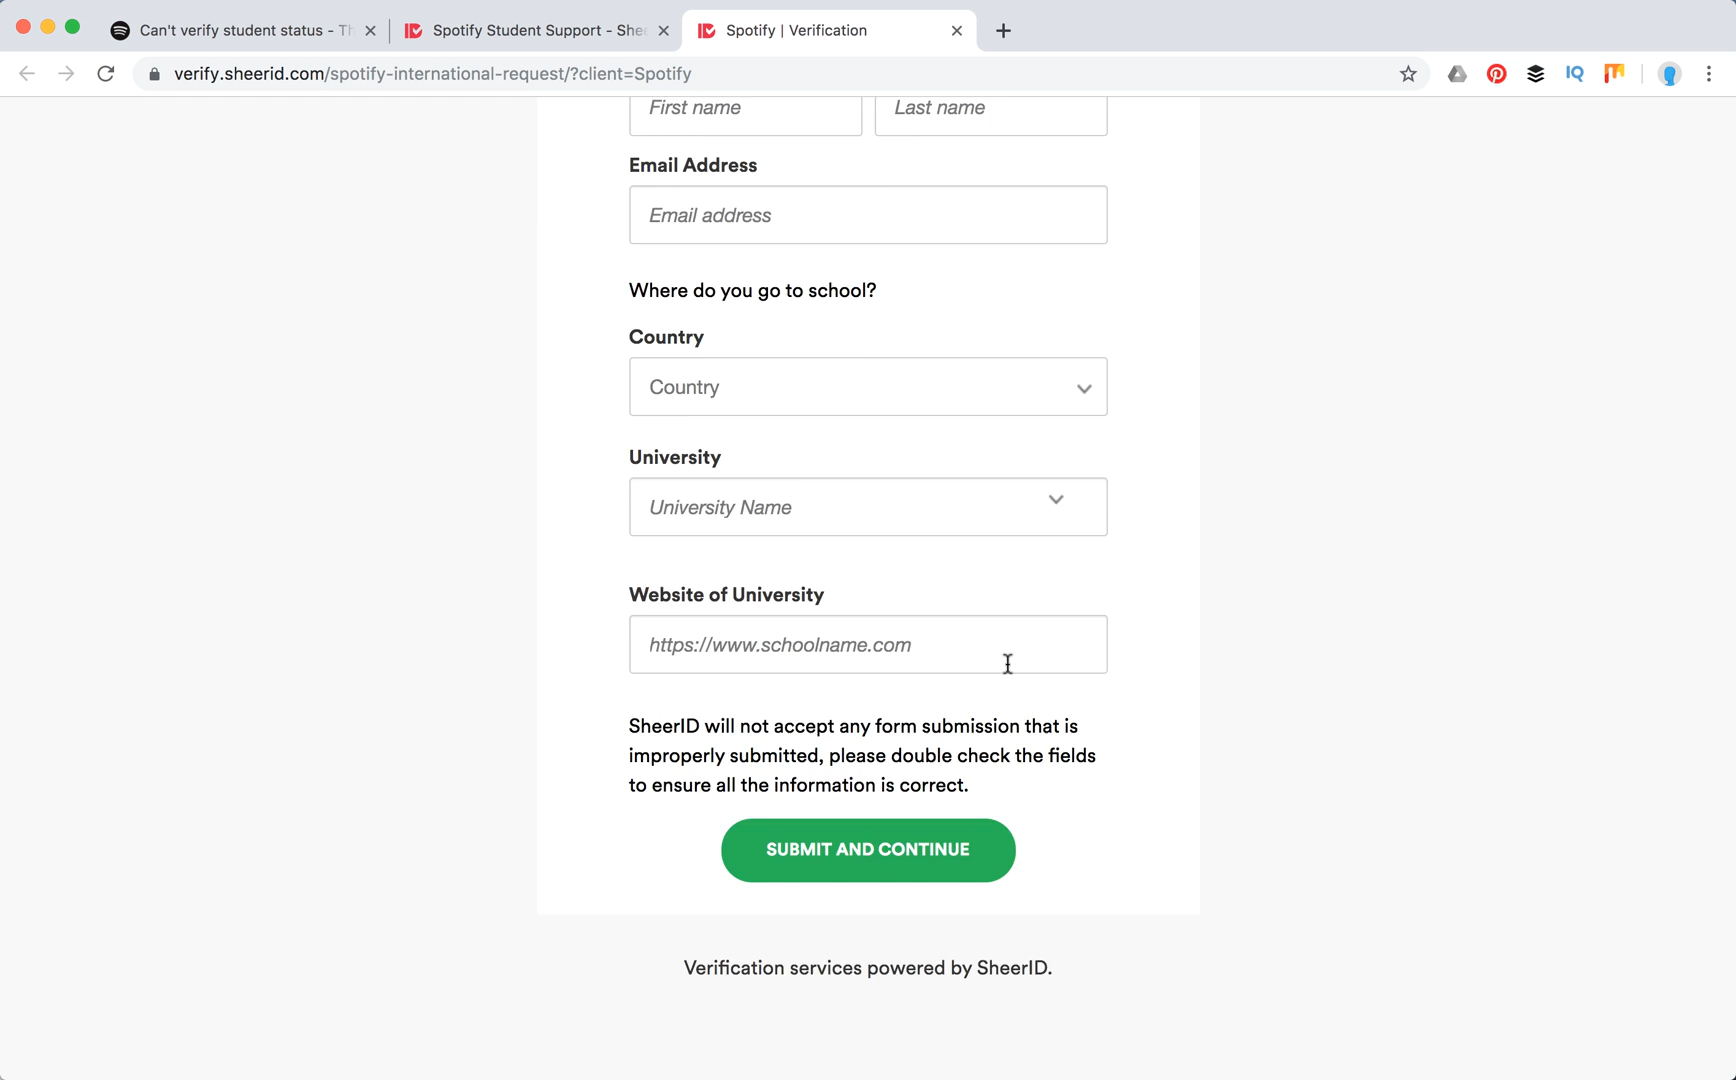 Can't verify student status - Th
Spotify Student Support - Shee
Spotify | Verification
verify.sheerid.com/spotify-international-request/?client=Spotify
IQ
First name
Last name
Email Address
Email address
Where do you go to school?
Country
Country
University
University Name
Website of University
https://www.schoolname.com
SheerID will not accept any form submission that is
improperly submitted, please double check the fields
to ensure all the information is correct.
SUBMIT AND CONTINUE
Verification services powered by SheerID.